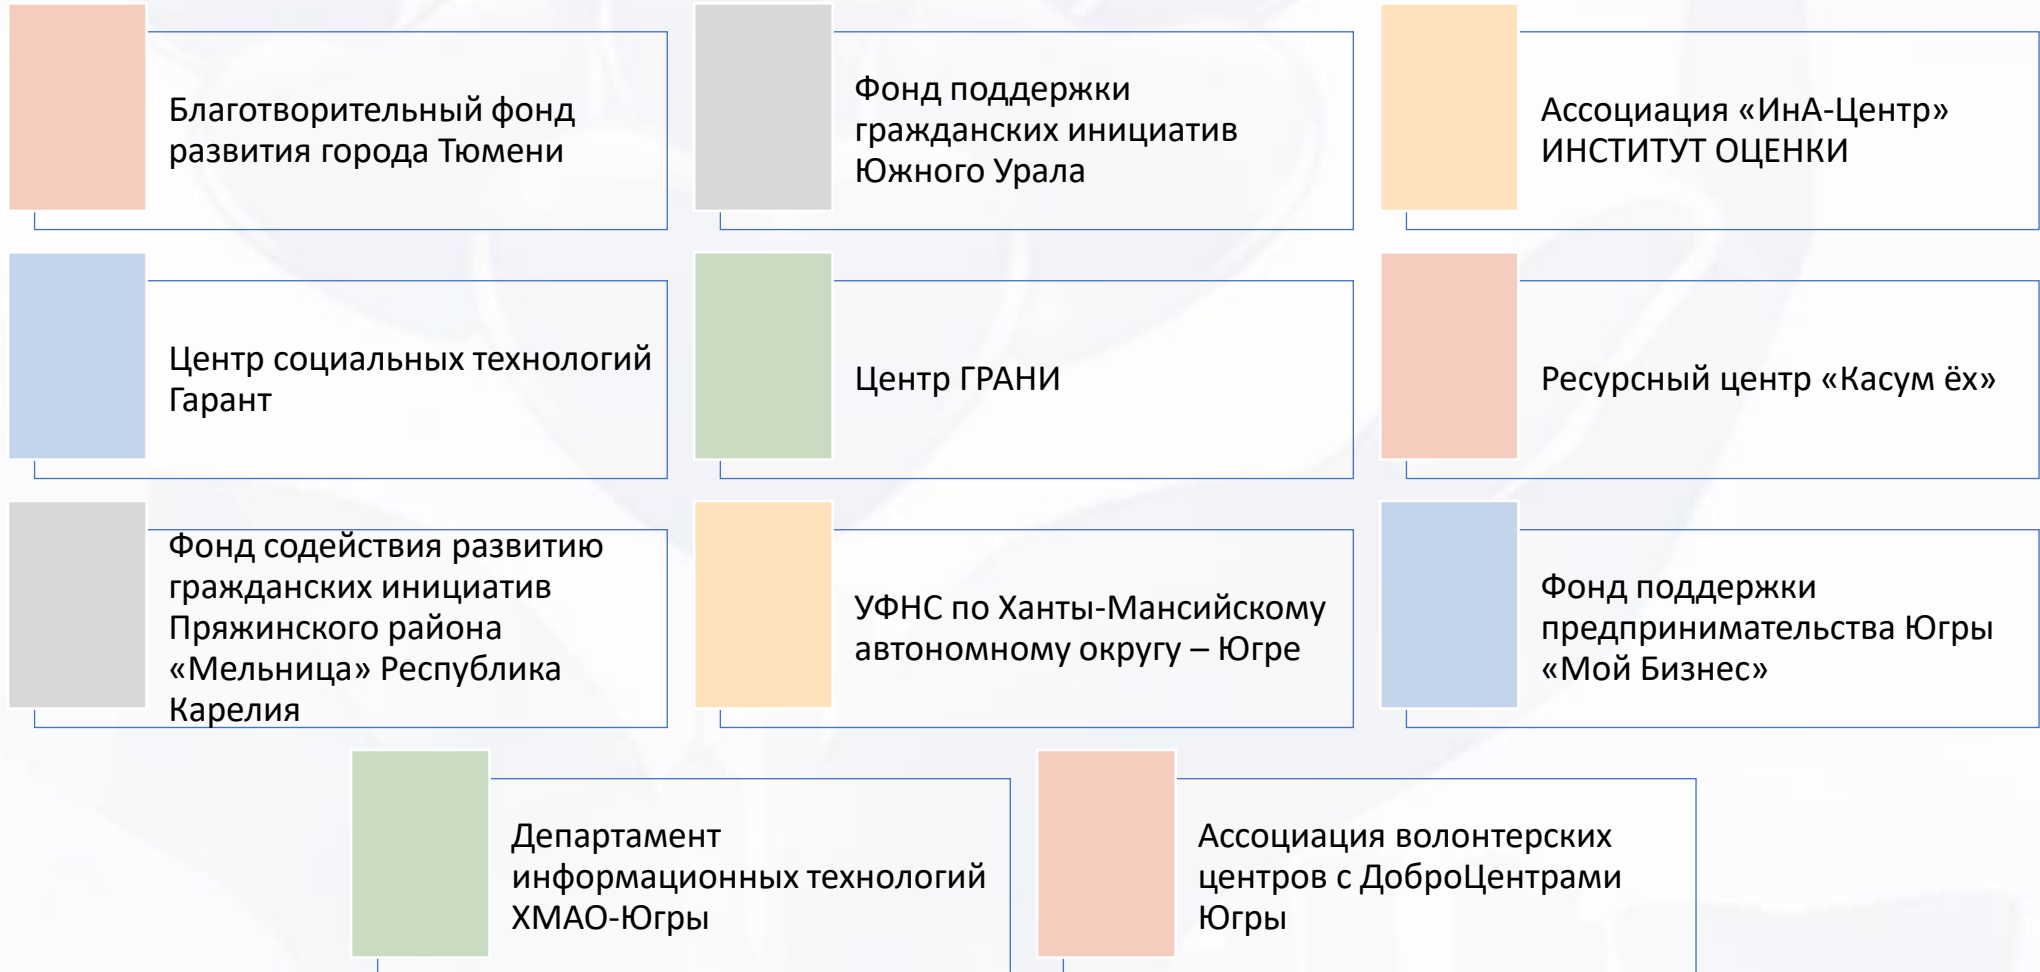 Благотворительный фонд
развития города Тюмени
Фонд поддержки
гражданских инициатив
Южного Урала
Ассоциация «ИнА-Центр»
ИНСТИТУТ ОЦЕНКИ
Центр социальных технологий
Гарант
Центр ГРАНИ
Ресурсный центр «Касум ёх»
Фонд содействия развитию
гражданских инициатив
Пряжинского района
«Мельница» Республика
Карелия
УФНС по Ханты-Мансийскому
автономному округу – Югре
Фонд поддержки
предпринимательства Югры
«Мой Бизнес»
Департамент
информационных технологий
ХМАО-Югры
Ассоциация волонтерских
центров с ДоброЦентрами
Югры